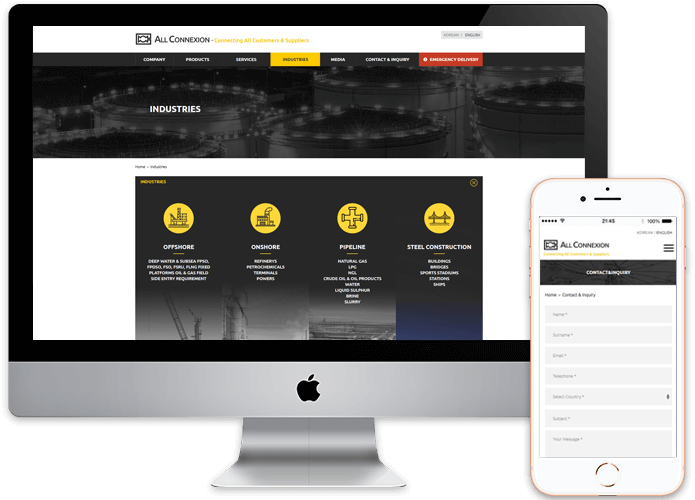 ALL CONNEXION - Connecting All Customers & Suppliers
KOREAN | ENGLISH
COMPANY PRODUCTS SERVICES INDUSTRIES MEDIA CONTACT & INQUIRY EMERGENCY DELIVERY
INDUSTRIES
Home - Industries
INDUSTRIES
OFFSHORE
DEEP WATER & SUBSEA FPSO,
FPDSO, FSO, FSRU, FLNG FIXED
PLATFORMS OIL & GAS FIELD
SIDE ENTRY REQUIREMENT
ONSHORE
REFINERYS
PETROCHEMICALS
TERMINALS
POWERS
PIPELINE
NATURAL GAS
LPG
NGL
CRUDE OIL & OIL PRODUCTS
WATER
LIQUID SULPHUR
BRINE
SLURRY
STEEL CONSTRUCTION
BUILDINGS
BRIDGES
SPORTS STADIUMS
STATIONS
SHIPS
21:45 100%
KOREAN | ENGLISH
ALL CONNEXION
Connecting All Customers & Suppliers
CONTACT&INQUIRY
Home - Contact & Inquiry
Name *
Surname *
Email *
Telephone *
Select Country *
Subject *
Your Message *